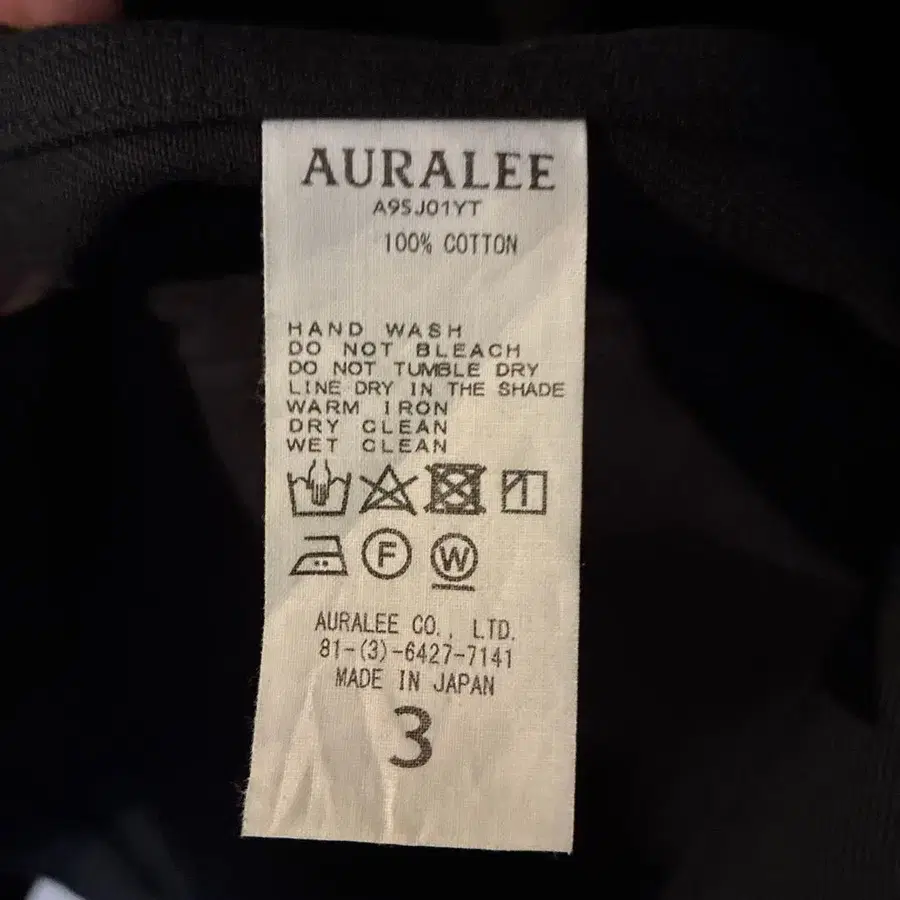 AURALEE
A9SJ01YT
100% COTTON
HAND WASH
DO NOT BLEACH
DO NOT TUMBLE DRY
LINE DRY IN THE SHADE
WARM IRON
DRY CLEAN
WET CLEAN
F W
AURALEE CO., LTD.
81-(3)-6427-7141
MADE IN JAPAN
3